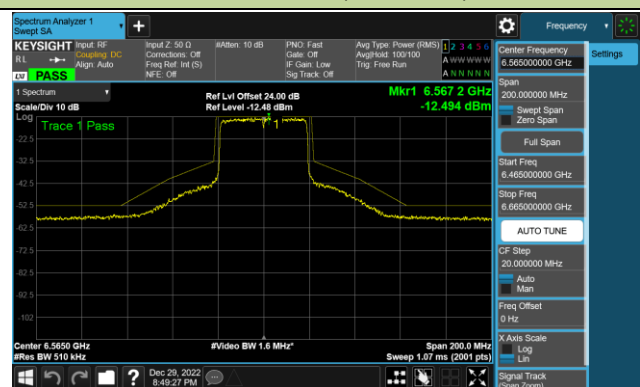 Spectrum Analyzer 1
Swept SA
+
Frequency
KEYSIGHT
RL
LXI PASS
Input: RF
Coupling: DC
Align: Auto
Input Z: 50 Ω
Corrections: Off
Freq Ref: Int (S)
NFE: Off
#Atten: 10 dB
PNO: Fast
Gate: Off
IF Gain: Low
Sig Track: Off
Avg Type: Power (RMS)
Avg|Hold: 100/100
Trig: Free Run
1 2 3 4 5 6
A W W W W W
A N N N N N
1 Spectrum
Scale/Div 10 dB
Ref Lvl Offset 24.00 dB
Ref Level -12.48 dBm
Mkr1 6.567 2 GHz
-12.494 dBm
Log
Trace 1 Pass
1
-22.5
-32.5
-42.5
-52.5
-62.5
-72.5
-82.5
-92.5
-102
Center 6.5650 GHz
#Res BW 510 kHz
#Video BW 1.6 MHz*
Span 200.0 MHz
Sweep 1.07 ms (2001 pts)
Dec 29, 2022
8:49:27 PM
Center Frequency
6.565000000 GHz
Settings
Span
200.000000 MHz
Swept Span
Zero Span
Full Span
Start Freq
6.465000000 GHz
Stop Freq
6.665000000 GHz
AUTO TUNE
CF Step
20.000000 MHz
Auto
Man
Freq Offset
0 Hz
X Axis Scale
Log
Lin
Signal Track
(Span Zoom)